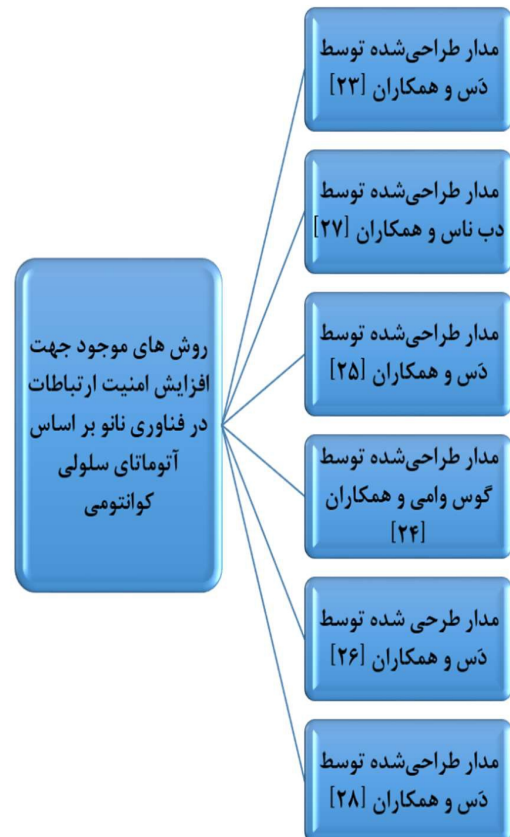 روش های موجود جهت
افزایش امنیت ارتباطات
در فناوری نانو بر اساس
آتوماتای سلولی
کوانتومی
مدار طراحی‌شده توسط
دَس و همکاران [۲۳]
مدار طراحی‌شده توسط
دب ناس و همکاران [۲۷]
مدار طراحی‌شده توسط
دَس و همکاران [۲۵]
مدار طراحی‌شده توسط
گوس وامی و همکاران
[۲۴]
مدار طرحی شده توسط
دَس و همکاران [۲۶]
مدار طراحی‌شده توسط
دَس و همکاران [۲۸]